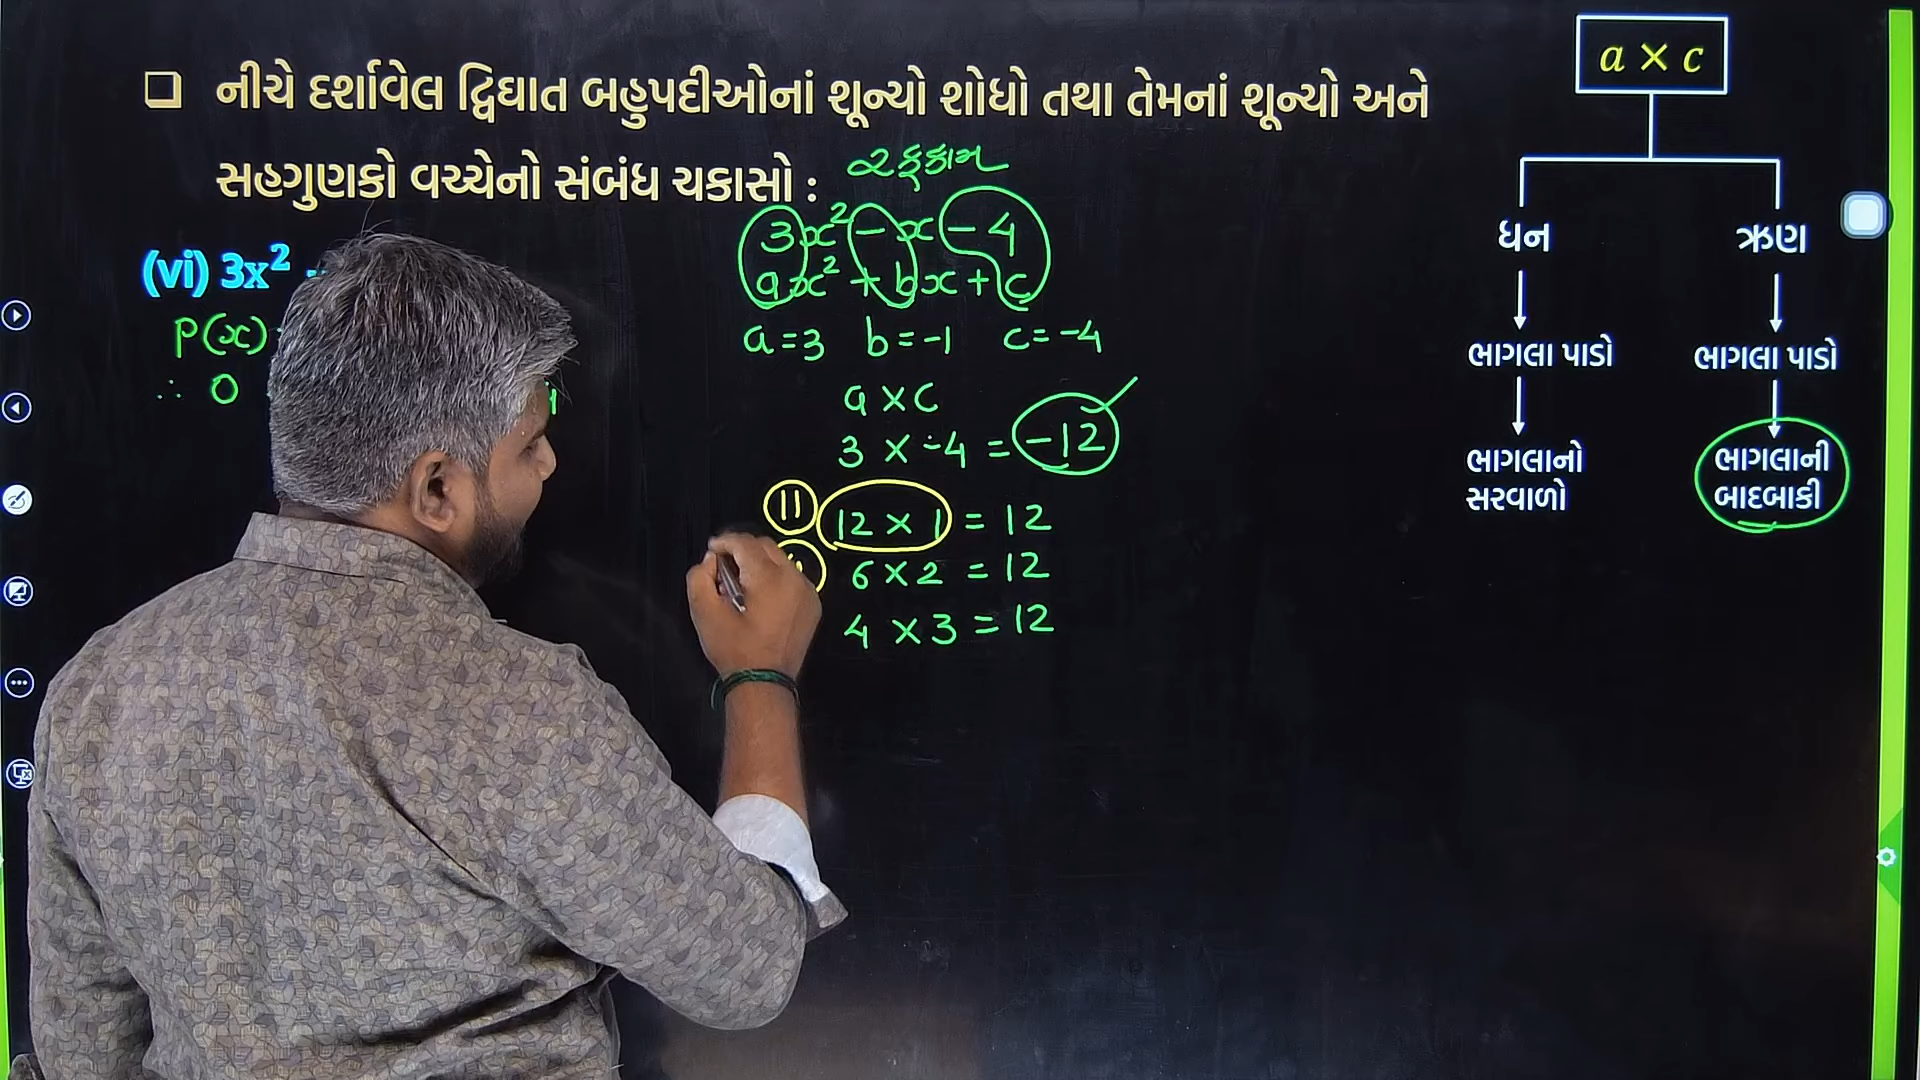 ❑ નીચે દર્શાવેલ દ્વિઘાત બહુપદીઓનાં શૂન્યો શોધો તથા તેમનાં શૂન્યો અને
સહગુણકો વચ્ચેનો સંબંધ ચકાસો :
૨ફકામ
(vi) 3x²
P(x)
∴ 0
3x² - x - 4
ax² + bx + c
a = 3 b = -1 c = -4
a × c
3 × -4 = -12
11 12 × 1 = 12
6 × 2 = 12
4 × 3 = 12
a × c
ધન
ભાગલા પાડો
ભાગલાનો
સરવાળો
ઋણ
ભાગલા પાડો
ભાગલાની
બાદબાકી